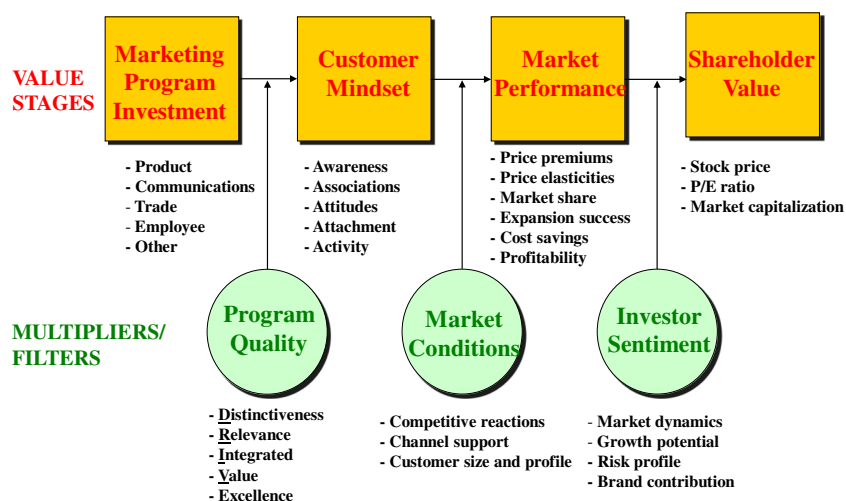 VALUE
STAGES
Marketing
Program
Investment
Customer
Mindset
Market
Performance
Shareholder
Value
- Product
- Communications
- Trade
- Employee
- Other
- Awareness
- Associations
- Attitudes
- Attachment
- Activity
- Price premiums
- Price elasticities
- Market share
- Expansion success
- Cost savings
- Profitability
- Stock price
- P/E ratio
- Market capitalization
MULTIPLIERS/
FILTERS
Program
Quality
Market
Conditions
Investor
Sentiment
- Distinctiveness
- Relevance
- Integrated
- Value
- Excellence
- Competitive reactions
- Channel support
- Customer size and profile
- Market dynamics
- Growth potential
- Risk profile
- Brand contribution